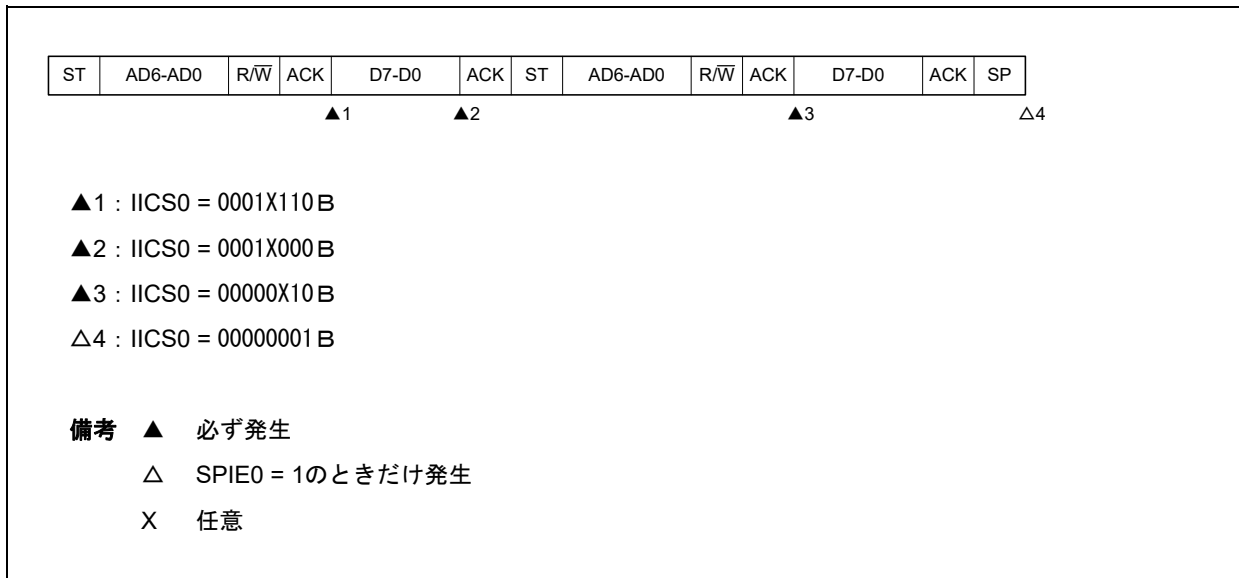 ST AD6-AD0 R/W̅ ACK D7-D0 ACK ST AD6-AD0 R/W̅ ACK D7-D0 ACK SP
▲1 ▲2 ▲3 △4
▲1：IICS0 = 0001X110B
▲2：IICS0 = 0001X000B
▲3：IICS0 = 00000X10B
△4：IICS0 = 00000001B
備考 ▲ 必ず発生
△ SPIE0 = 1のときだけ発生
X 任意